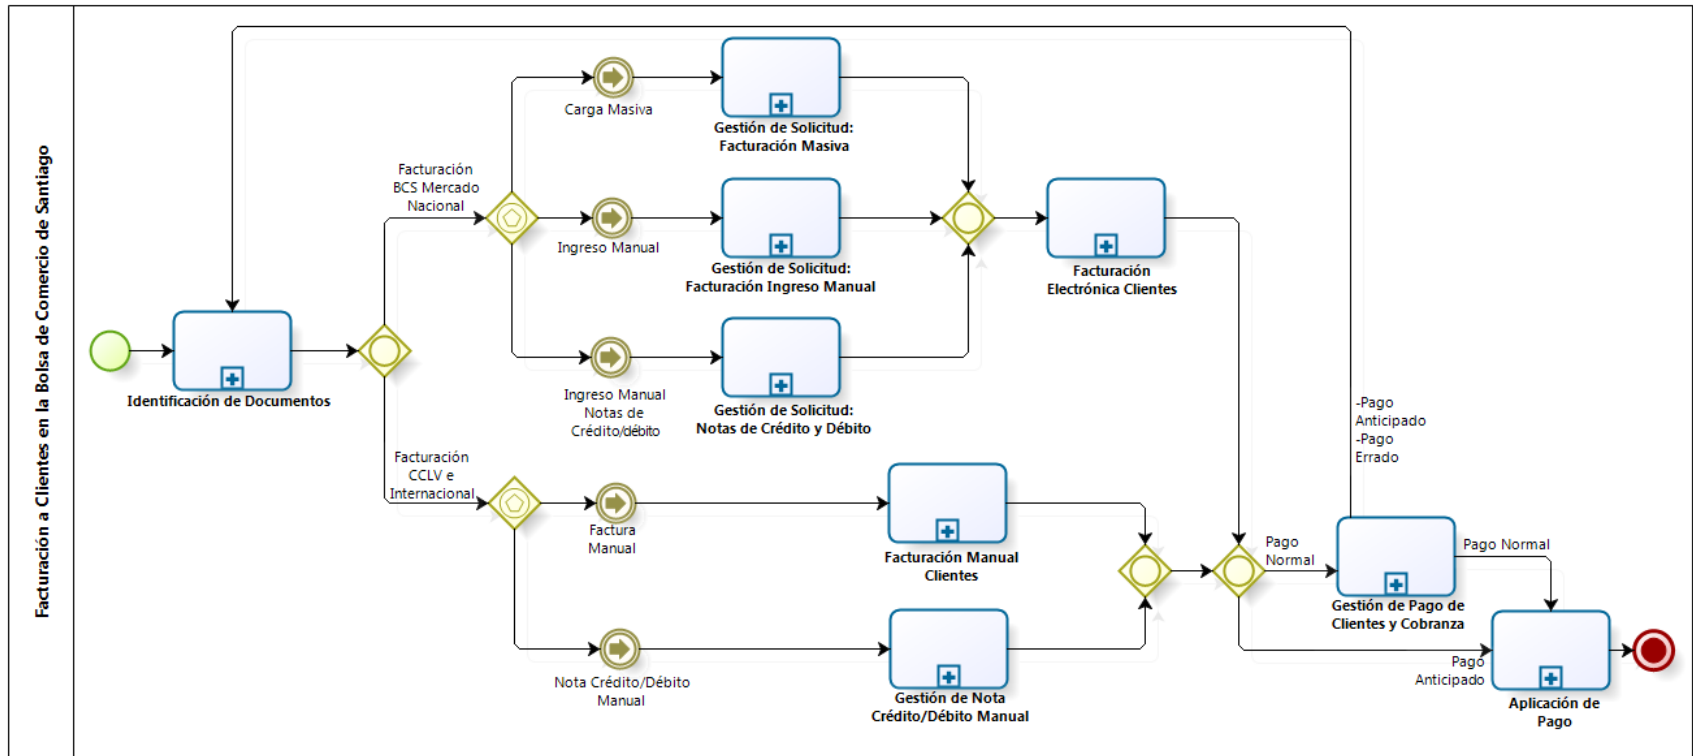 Facturación a Clientes en la Bolsa de Comercio de Santiago
Carga Masiva
Gestión de Solicitud:
Facturación Masiva
Facturación
BCS Mercado
Nacional
Ingreso Manual
Gestión de Solicitud:
Facturación Ingreso Manual
Facturación
Electrónica Clientes
Identificación de Documentos
Ingreso Manual
Notas de
Crédito/débito
Gestión de Solicitud:
Notas de Crédito y Débito
-Pago
Anticipado
-Pago
Errado
Facturación
CCLV e
Internacional
Factura
Manual
Facturación Manual
Clientes
Pago
Normal
Pago Normal
Gestión de Pago de
Clientes y Cobranza
Nota Crédito/Débito
Manual
Gestión de Nota
Crédito/Débito Manual
Pago
Anticipado
Aplicación de
Pago